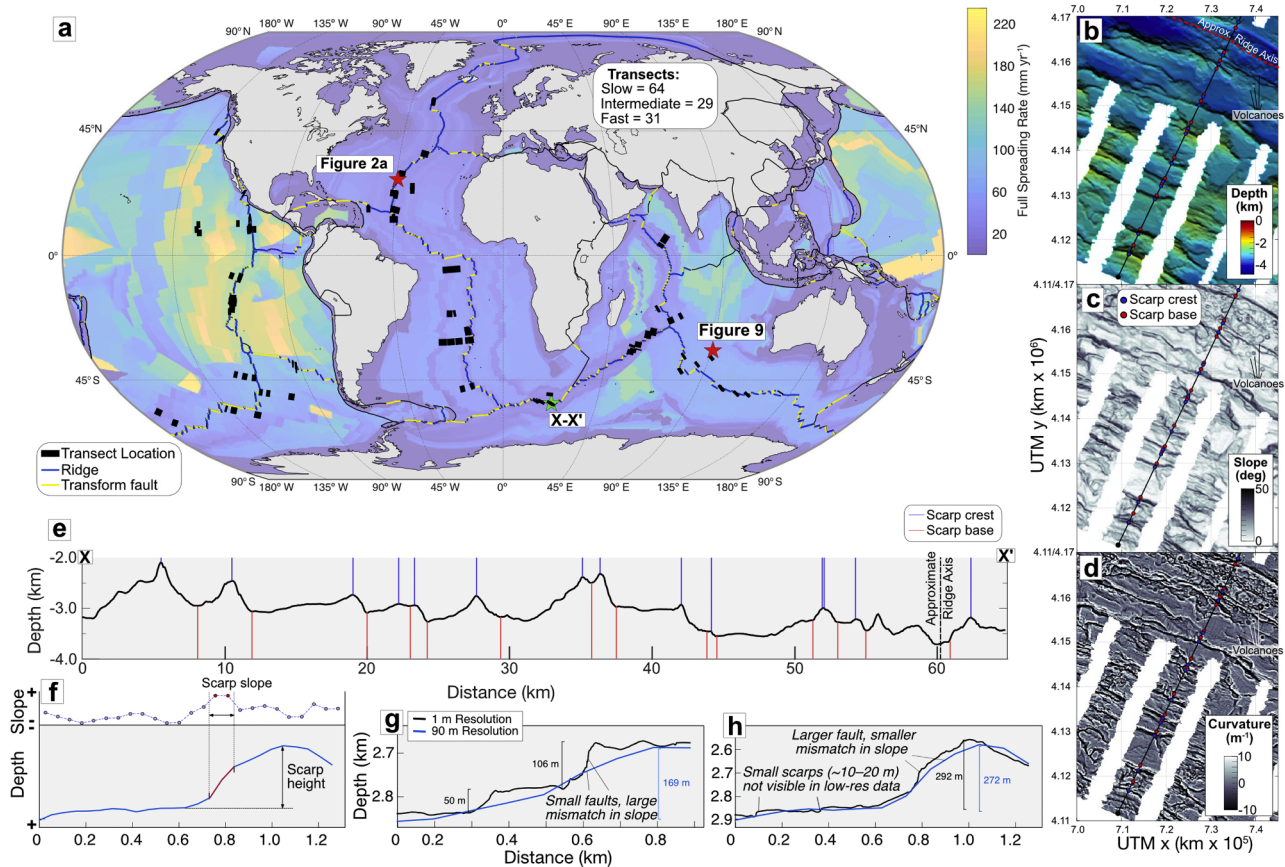 a
180° W
135° W
90° W
45° W
0°
45° E
90° E
135° E
180° W
90° N
90° N
45° N
45° N
0°
0°
45° S
45° S
90° S
90° S
180° W
135° W
90° W
45° W
0°
45° E
90° E
135° E
180° W
Transects:
Slow = 64
Intermediate = 29
Fast = 31
Figure 2a
Figure 9
X-X'
Transect Location
Ridge
Transform fault
220
200
180
160
140
120
100
80
60
40
20
Full Spreading Rate (mm yr⁻¹)
7.0
7.1
7.2
7.3
7.4
b
Approx. Ridge Axis
Volcanoes
Depth
(km)
0
-2
-4
4.17
4.16
4.15
4.14
4.13
4.12
4.11/4.17
c
Scarp crest
Scarp base
Volcanoes
Slope
(deg)
50
0
4.16
4.15
4.14
4.13
4.12
4.11/4.17
UTM y (km x 10⁶)
d
Volcanoes
Curvature
(m⁻¹)
10
0
-10
4.16
4.15
4.14
4.13
4.12
4.11
7.0
7.1
7.2
7.3
7.4
UTM x (km x 10⁵)
e
Scarp crest
Scarp base
X
X'
-2.0
-3.0
-4.0
Depth (km)
Approximate
Ridge Axis
0
10
20
30
40
50
60
Distance (km)
f
Scarp slope
+
Slope
-
-
Depth
+
Scarp height
0.0
0.2
0.4
0.6
0.8
1.0
1.2
g
1 m Resolution
90 m Resolution
2.7
2.8
Depth (km)
50 m
106 m
169 m
Small faults, large
mismatch in slope
0.0
0.2
0.4
0.6
0.8
h
2.6
2.7
2.8
2.9
Larger fault, smaller
mismatch in slope
292 m
272 m
Small scarps (~10–20 m)
not visible in low-res data
0.0
0.2
0.4
0.6
0.8
1.0
1.2
Distance (km)